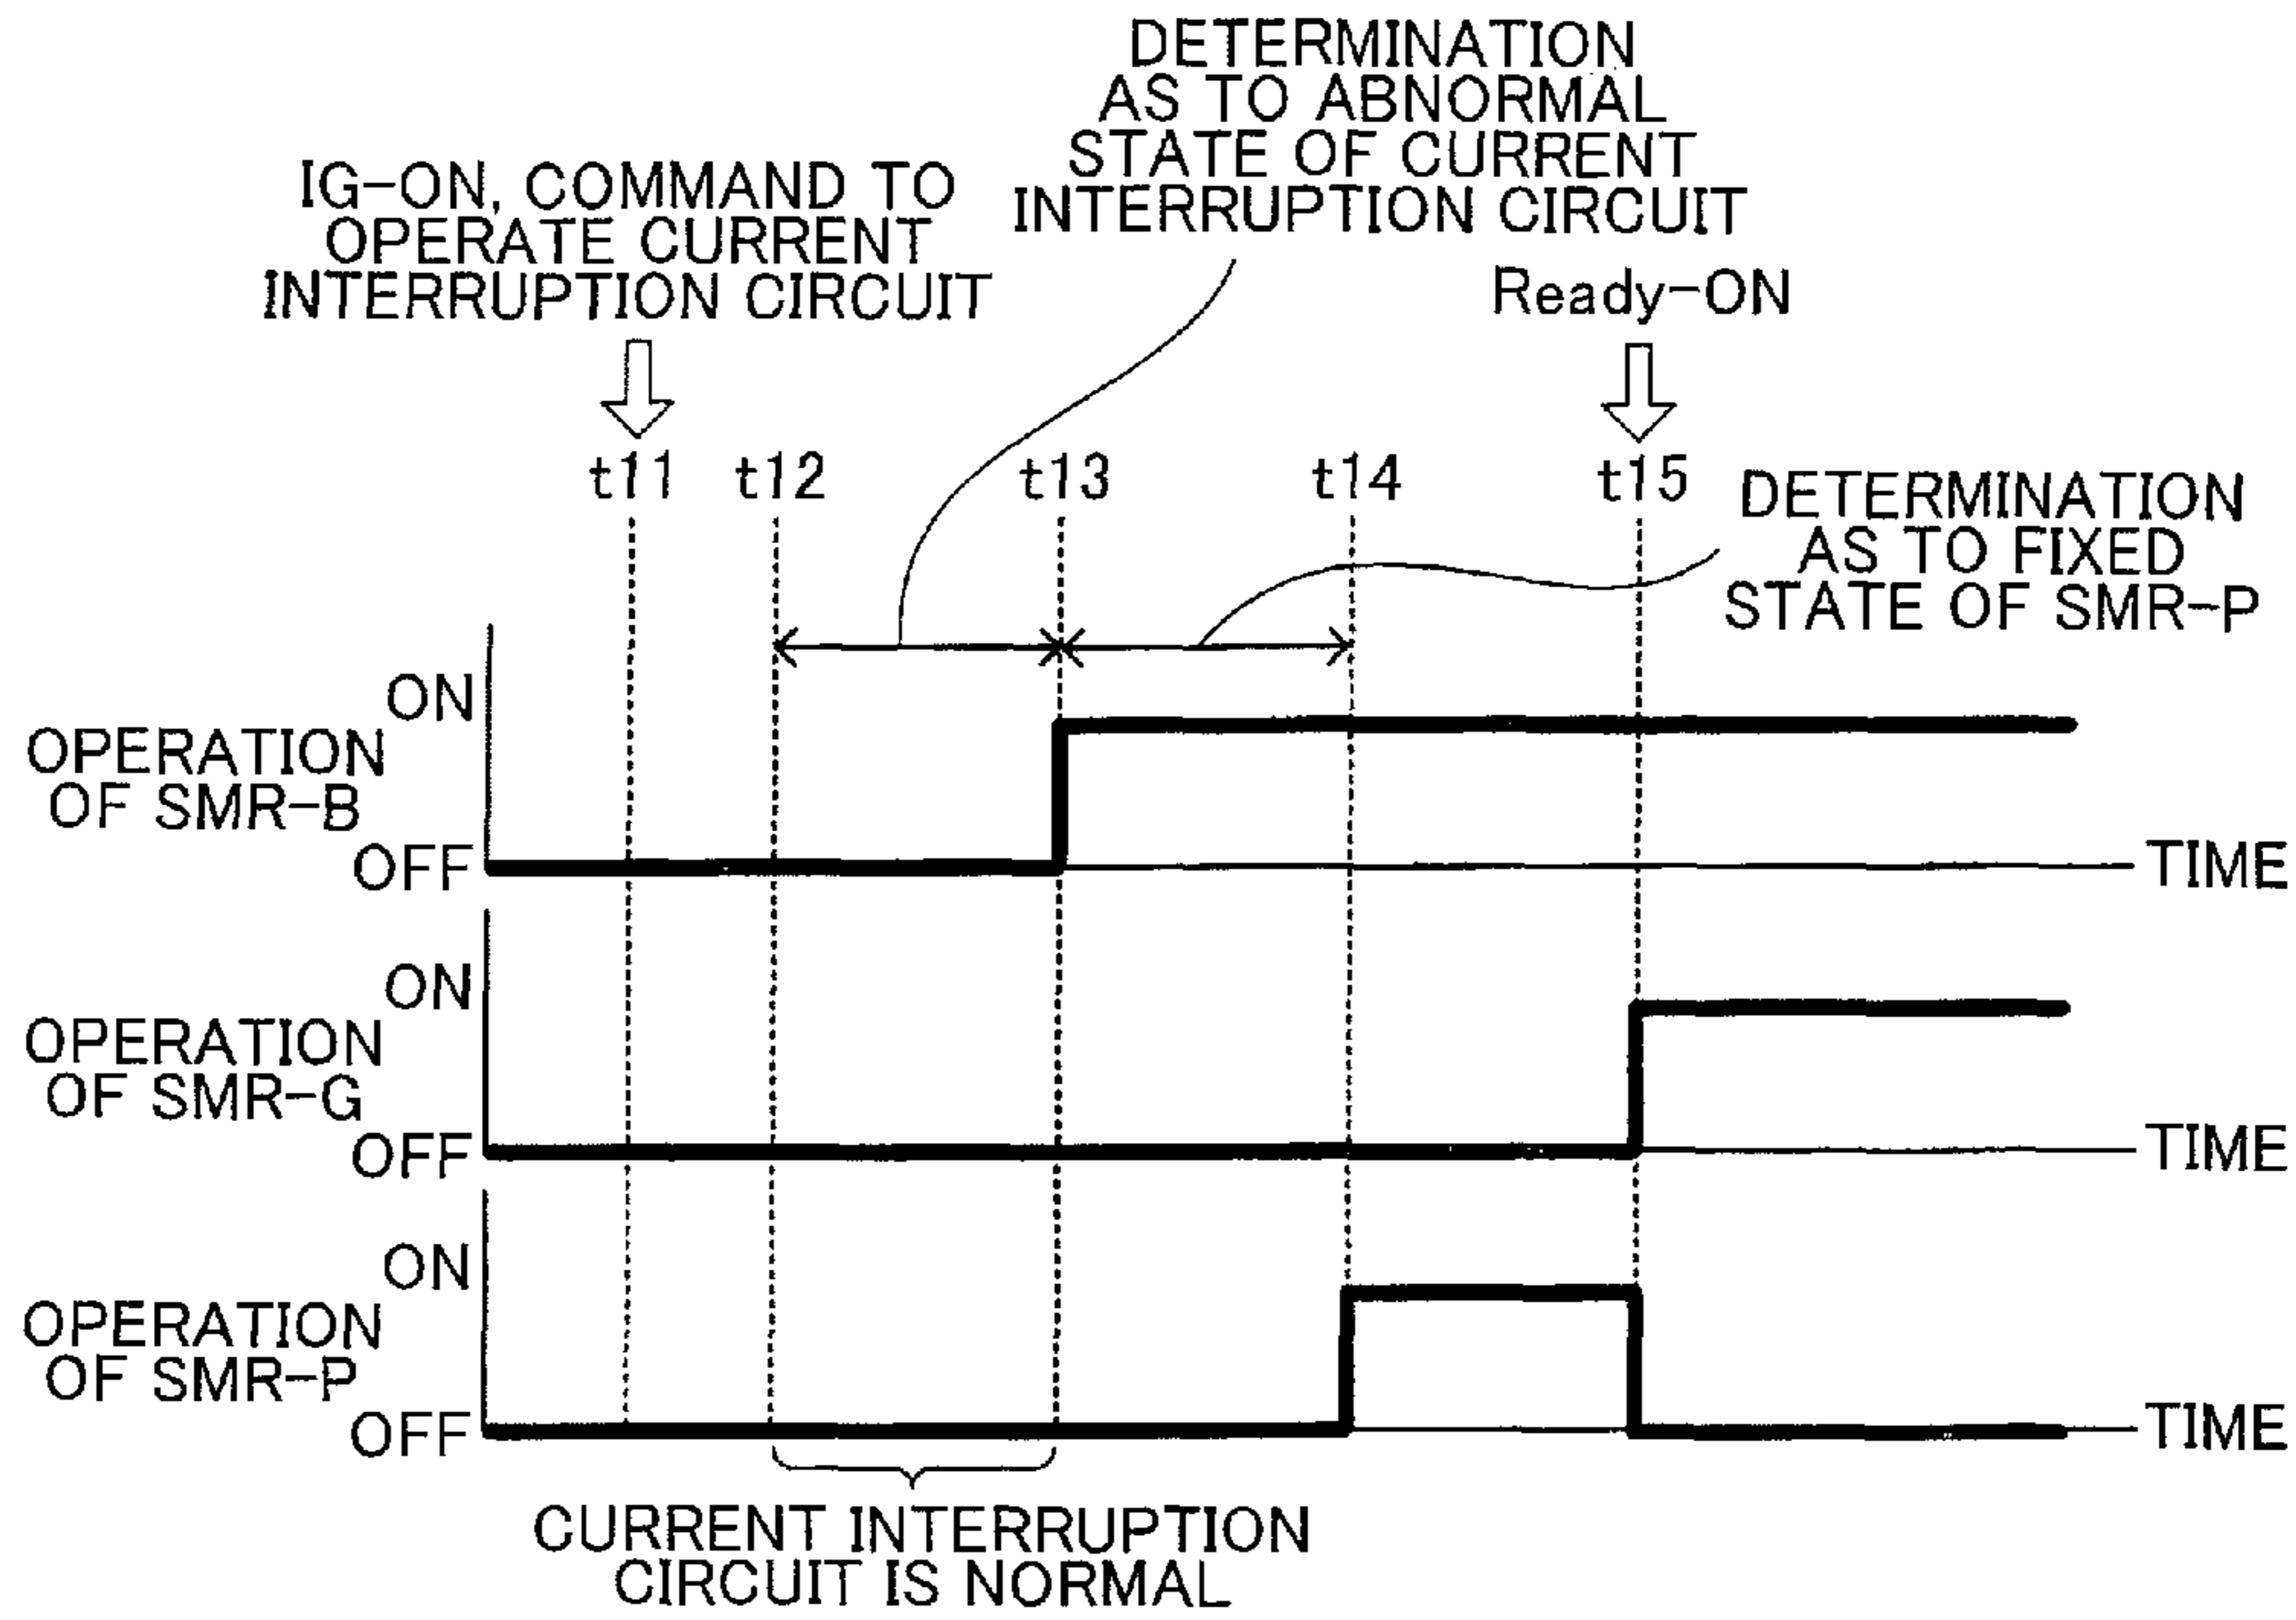 DETERMINATION
AS TO ABNORMAL
STATE OF CURRENT
INTERRUPTION CIRCUIT
IG-ON, COMMAND TO
OPERATE CURRENT
INTERRUPTION CIRCUIT
Ready-ON
t11 t12 t13 t14 t15
DETERMINATION
AS TO FIXED
STATE OF SMR-P
ON
OPERATION
OF SMR-B
OFF
TIME
ON
OPERATION
OF SMR-G
OFF
TIME
ON
OPERATION
OF SMR-P
OFF
TIME
CURRENT INTERRUPTION
CIRCUIT IS NORMAL